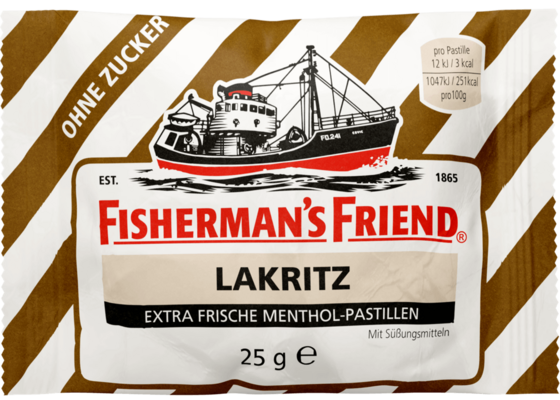 OHNE ZUCKER
pro Pastille
12 kJ / 3 kcal
1047kJ / 251kcal
pro100g
FD.241
EST. 1865
FISHERMAN'S FRIEND®
LAKRITZ
EXTRA FRISCHE MENTHOL-PASTILLEN
Mit Süßungsmitteln
25 g ℮